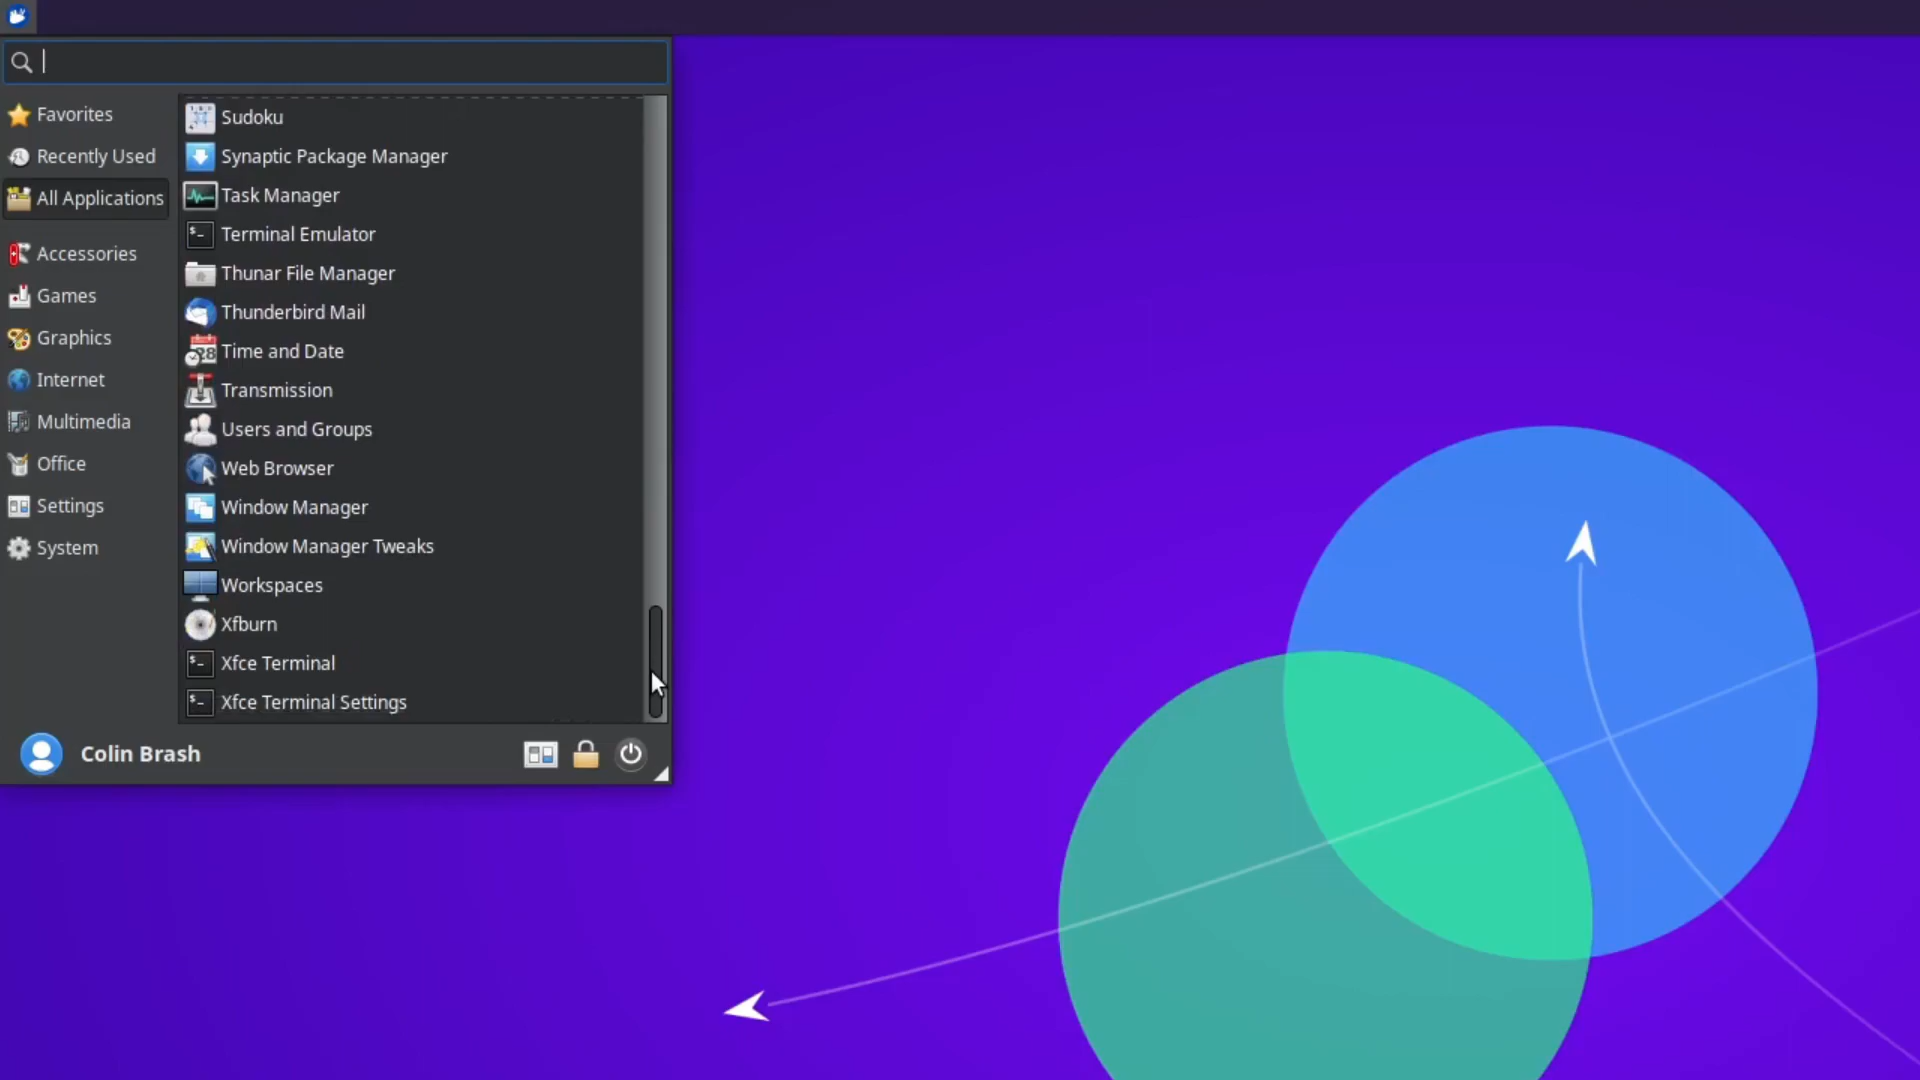 Favorites
Recently Used
All Applications
Accessories
Games
Graphics
Internet
Multimedia
Office
Settings
System
Sudoku
Synaptic Package Manager
Task Manager
Terminal Emulator
Thunar File Manager
Thunderbird Mail
Time and Date
Transmission
Users and Groups
Web Browser
Window Manager
Window Manager Tweaks
Workspaces
Xfburn
Xfce Terminal
Xfce Terminal Settings
Colin Brash